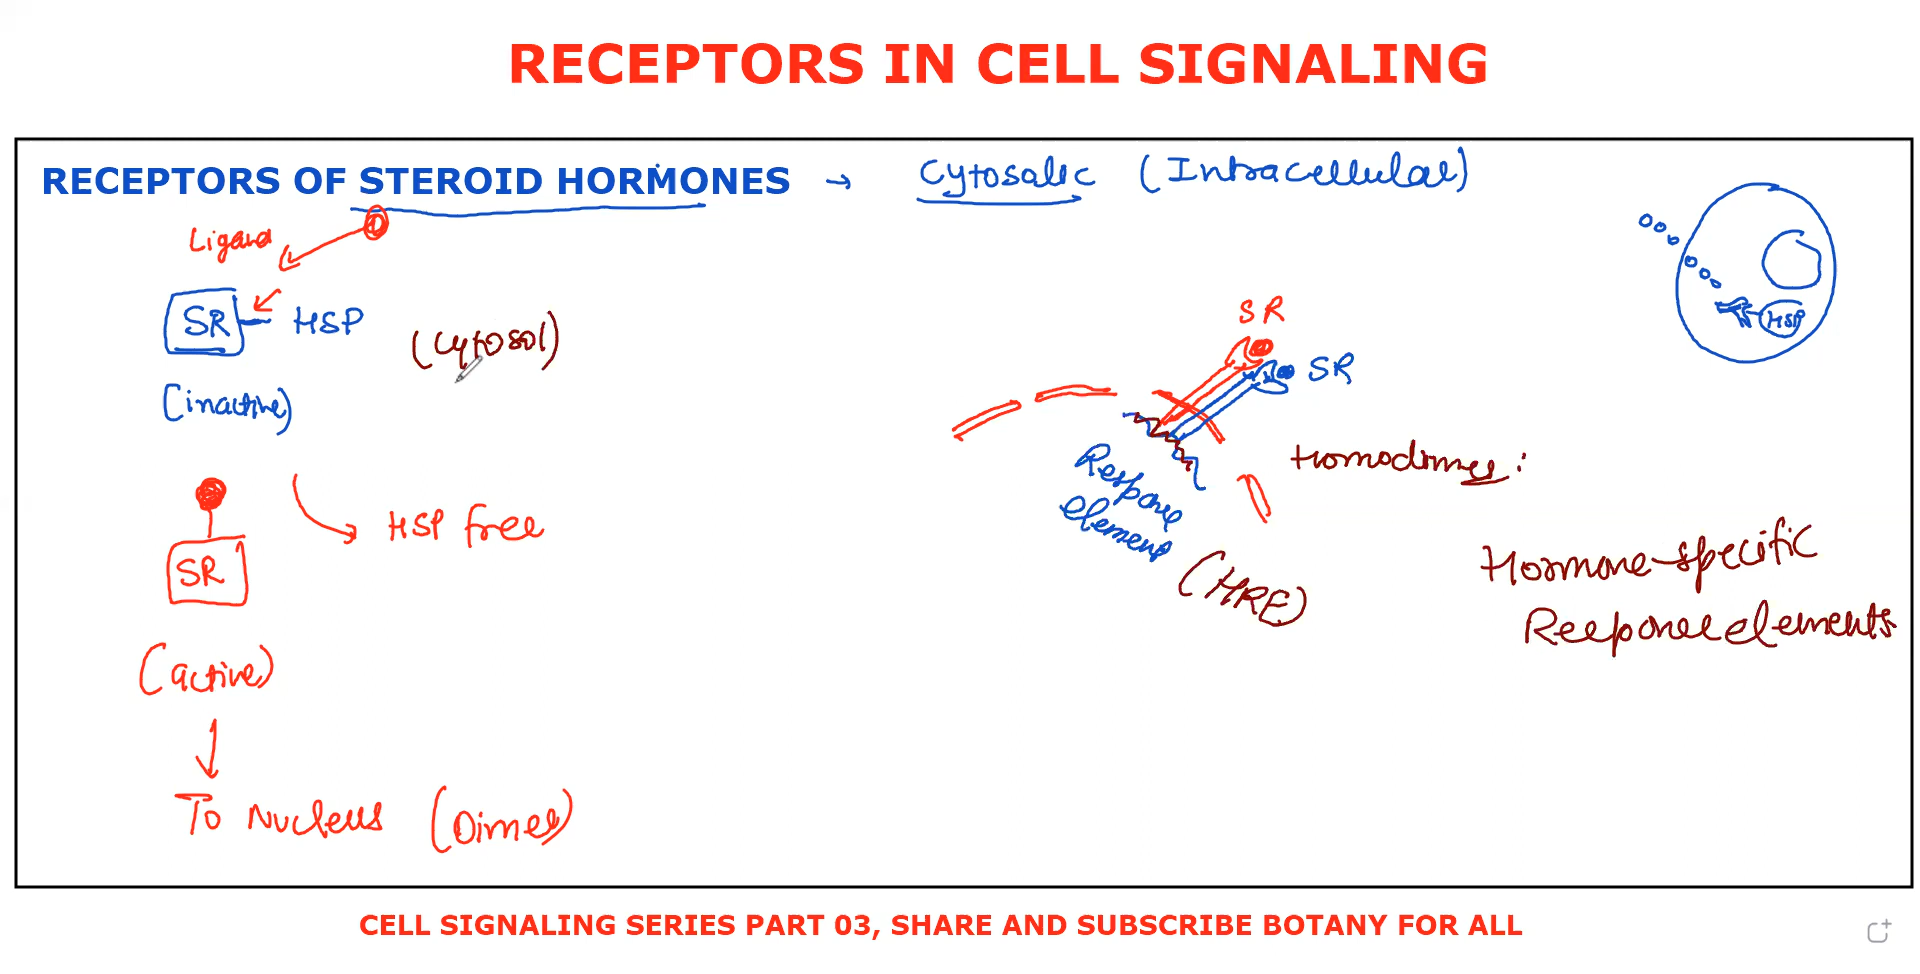 RECEPTORS IN CELL SIGNALING
RECEPTORS OF STEROID HORMONES → Cytosolic (Intracellular)
Ligand
SR HSP
(Cytosol)
(inactive)
HSP free
SR
(active)
To Nucleus (Dimer)
HSP
SR
SR
Homodimer:
Response
element
(HRE)
Hormone-specific
Response elements
CELL SIGNALING SERIES PART 03, SHARE AND SUBSCRIBE BOTANY FOR ALL